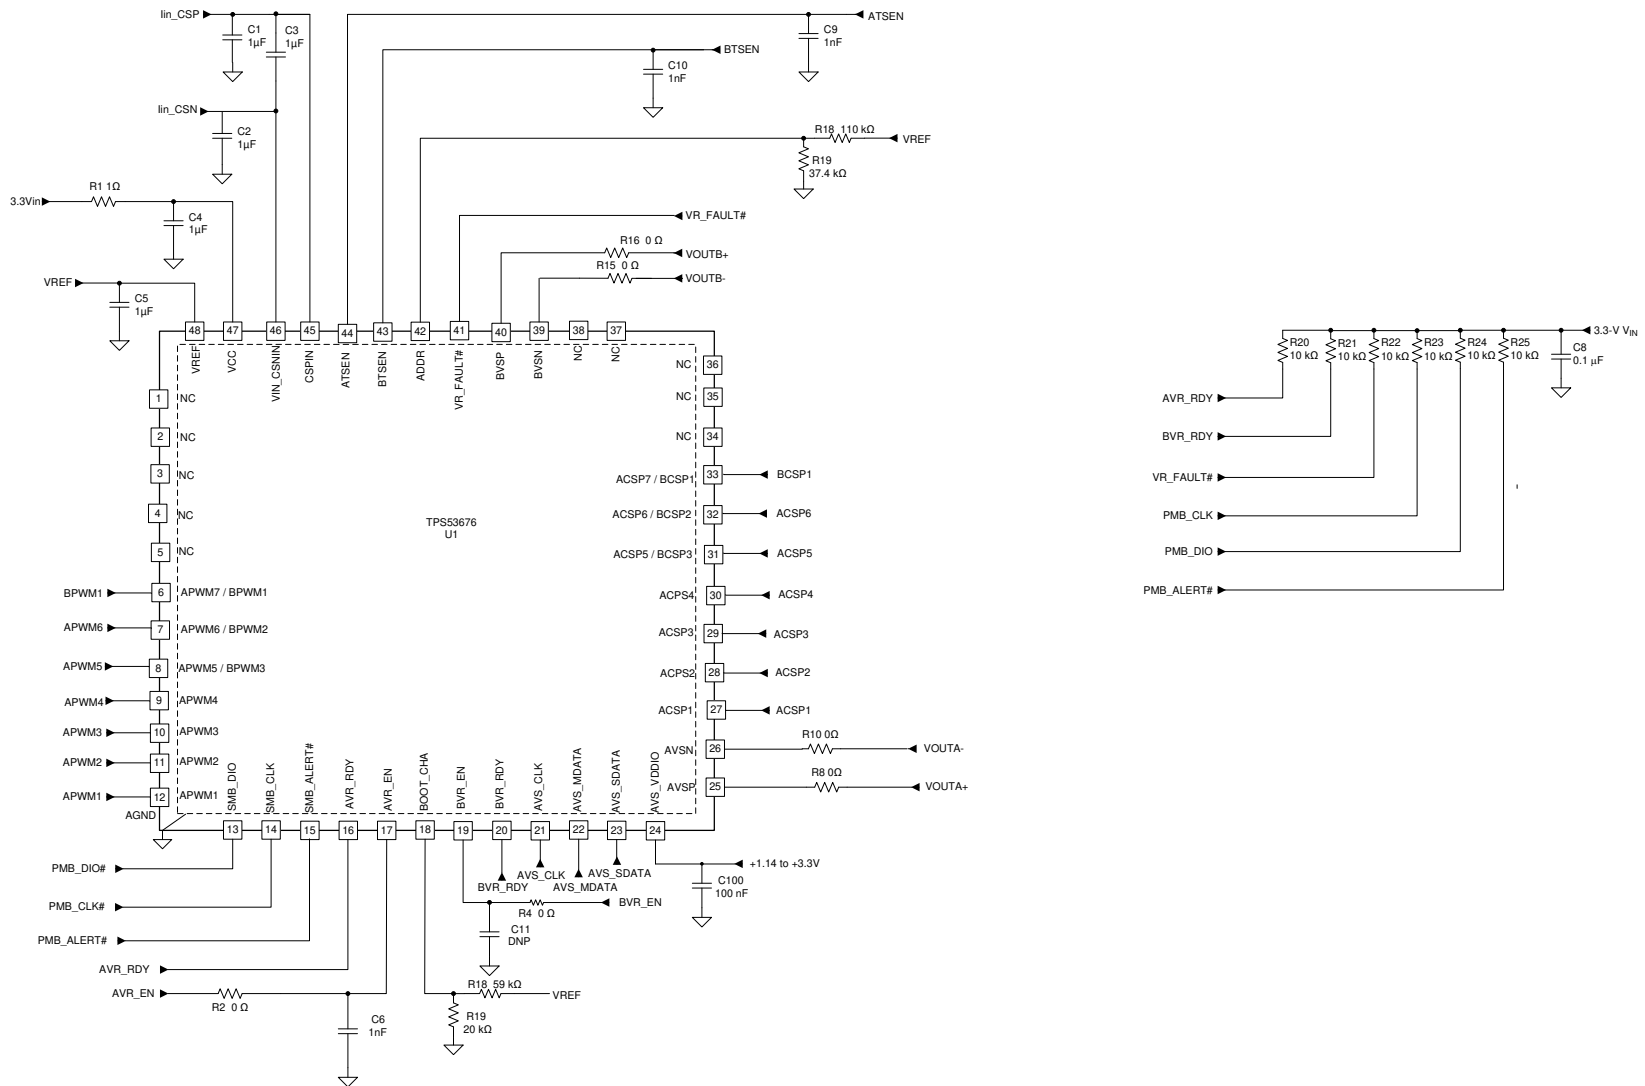 Iin_CSP
C1
1µF
C3
1µF
ATSEN
C9
1nF
BTSEN
C10
1nF
Iin_CSN
C2
1µF
R18 110 kΩ
VREF
R19
37.4 kΩ
R1 1Ω
3.3Vin
C4
1µF
VR_FAULT#
R16 0 Ω
VOUTB+
R15 0 Ω
VOUTB-
VREF
C5
1µF
48
47
46
45
44
43
42
41
40
39
38
37
VREF
VCC
VIN_CSNIN
CSPIN
ATSEN
BTSEN
ADDR
VR_FAULT#
BVSP
BVSN
NC
NC
1
NC
2
NC
3
NC
4
NC
5
NC
BPWM1
6
APWM7 / BPWM1
APWM6
7
APWM6 / BPWM2
APWM5
8
APWM5 / BPWM3
APWM4
9
APWM4
APWM3
10
APWM3
APWM2
11
APWM2
APWM1
12
APWM1
AGND
TPS53676
U1
NC
36
NC
35
NC
34
ACSP7 / BCSP1
33
BCSP1
ACSP6 / BCSP2
32
ACSP6
ACSP5 / BCSP3
31
ACSP5
ACPS4
30
ACSP4
ACSP3
29
ACSP3
ACPS2
28
ACSP2
ACSP1
27
ACSP1
AVSN
26
R10 0Ω
VOUTA-
AVSP
25
R8 0Ω
VOUTA+
SMB_DIO
SMB_CLK
SMB_ALERT#
AVR_RDY
AVR_EN
BOOT_CHA
BVR_EN
BVR_RDY
AVS_CLK
AVS_MDATA
AVS_SDATA
AVS_VDDIO
13
14
15
16
17
18
19
20
21
22
23
24
PMB_DIO#
PMB_CLK#
PMB_ALERT#
AVR_RDY
AVR_EN
R2 0 Ω
C6
1nF
BVR_RDY
AVS_CLK
AVS_MDATA
AVS_SDATA
+1.14 to +3.3V
C100
100 nF
R4 0 Ω
BVR_EN
C11
DNP
R18 59 kΩ
VREF
R19
20 kΩ
3.3-V VIN
R20
10 kΩ
R21
10 kΩ
R22
10 kΩ
R23
10 kΩ
R24
10 kΩ
R25
10 kΩ
C8
0.1 µF
AVR_RDY
BVR_RDY
VR_FAULT#
PMB_CLK
PMB_DIO
PMB_ALERT#